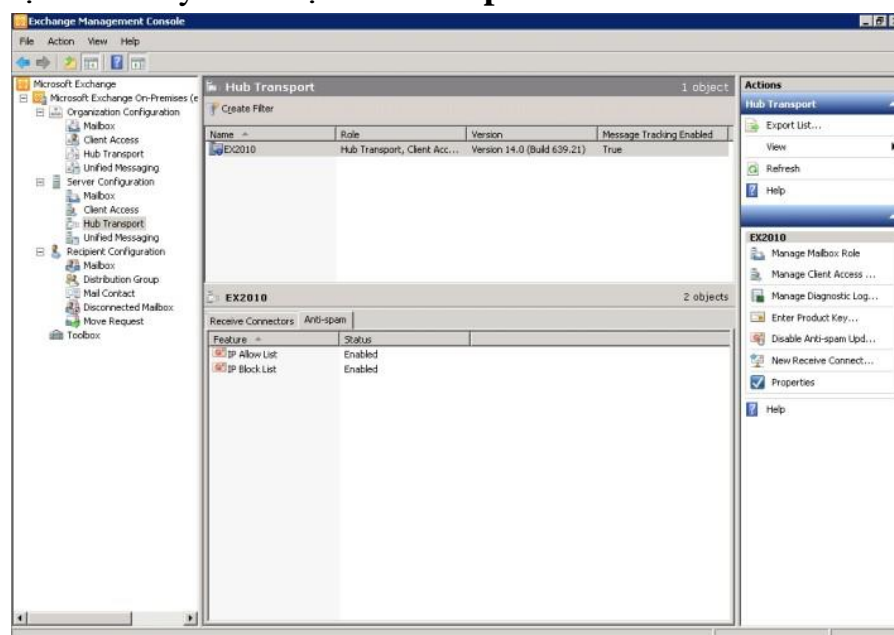 Exchange Management Console
File Action View Help
Microsoft Exchange
Microsoft Exchange On-Premises (e
Organization Configuration
Mailbox
Client Access
Hub Transport
Unified Messaging
Server Configuration
Mailbox
Client Access
Hub Transport
Unified Messaging
Recipient Configuration
Mailbox
Distribution Group
Mail Contact
Disconnected Mailbox
Move Request
Toolbox
Hub Transport 1 object
Create Filter
Name Role Version Message Tracking Enabled
EX2010 Hub Transport, Client Acc... Version 14.0 (Build 639.21) True
EX2010 2 objects
Receive Connectors Anti-spam
Feature Status
IP Allow List Enabled
IP Block List Enabled
Actions
Hub Transport
Export List...
View
Refresh
Help
EX2010
Manage Mailbox Role
Manage Client Access ...
Manage Diagnostic Log...
Enter Product Key...
Disable Anti-spam Upd...
New Receive Connect...
Properties
Help